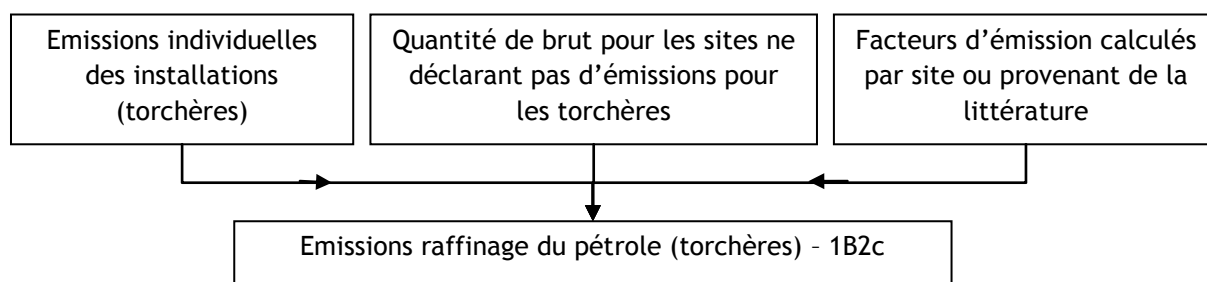 Emissions individuelles
des installations
(torchères)
Quantité de brut pour les sites ne
déclarant pas d’émissions pour
les torchères
Facteurs d’émission calculés
par site ou provenant de la
littérature
Emissions raffinage du pétrole (torchères) – 1B2c